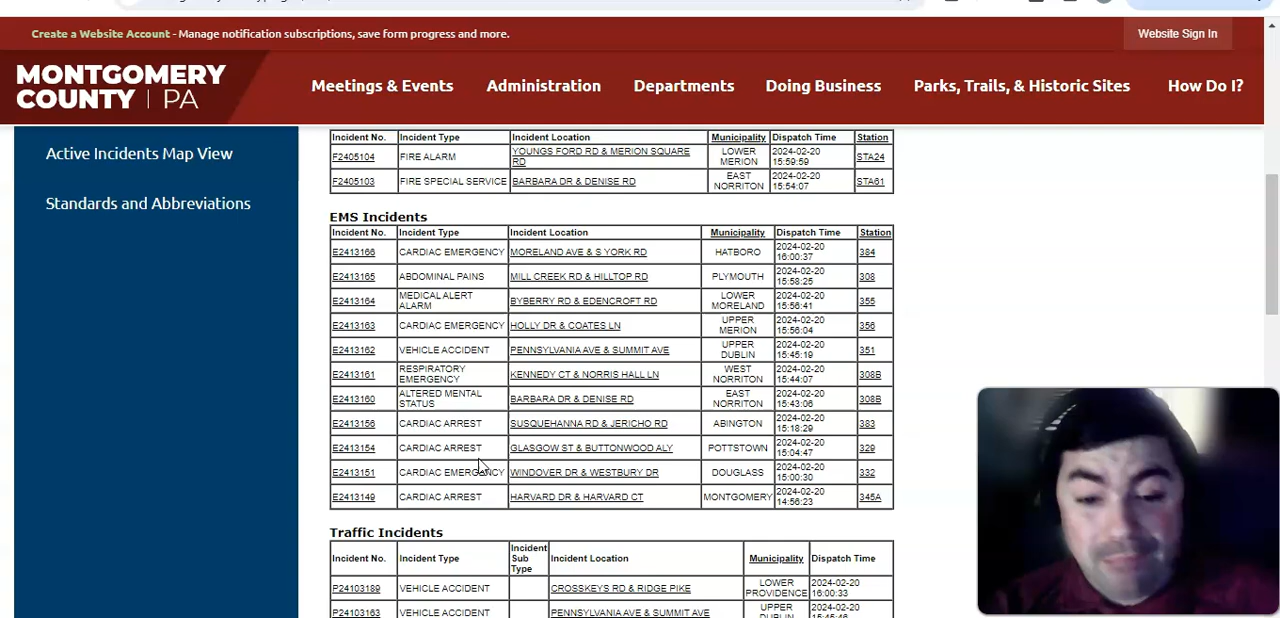 Create a Website Account - Manage notification subscriptions, save form progress and more.
Website Sign In
MONTGOMERY
COUNTY | PA
Meetings & Events
Administration
Departments
Doing Business
Parks, Trails, & Historic Sites
How Do I?
Active Incidents Map View
Standards and Abbreviations
Incident No. Incident Type Incident Location Municipality Dispatch Time Station
F2405104 FIRE ALARM YOUNGS FORD RD & MERION SQUARE RD LOWER MERION 2024-02-20 15:59:59 STA24
F2405103 FIRE SPECIAL SERVICE BARBARA DR & DENISE RD EAST NORRITON 2024-02-20 15:54:07 STA61
EMS Incidents
Incident No. Incident Type Incident Location Municipality Dispatch Time Station
E2413166 CARDIAC EMERGENCY MORELAND AVE & S YORK RD HATBORO 2024-02-20 16:00:37 384
E2413165 ABDOMINAL PAINS MILL CREEK RD & HILLTOP RD PLYMOUTH 2024-02-20 15:58:25 308
E2413164 MEDICAL ALERT ALARM BYBERRY RD & EDENCROFT RD LOWER MORELAND 2024-02-20 15:56:41 355
E2413163 CARDIAC EMERGENCY HOLLY DR & COATES LN UPPER MERION 2024-02-20 15:56:04 356
E2413162 VEHICLE ACCIDENT PENNSYLVANIA AVE & SUMMIT AVE UPPER DUBLIN 2024-02-20 15:45:19 351
E2413161 RESPIRATORY EMERGENCY KENNEDY CT & NORRIS HALL LN WEST NORRITON 2024-02-20 15:44:07 308B
E2413160 ALTERED MENTAL STATUS BARBARA DR & DENISE RD EAST NORRITON 2024-02-20 15:43:06 308B
E2413156 CARDIAC ARREST SUSQUEHANNA RD & JERICHO RD ABINGTON 2024-02-20 15:18:29 383
E2413154 CARDIAC ARREST GLASGOW ST & BUTTONWOOD ALY POTTSTOWN 2024-02-20 15:04:47 329
E2413151 CARDIAC EMERGENCY WINDOVER DR & WESTBURY DR DOUGLASS 2024-02-20 15:00:30 332
E2413149 CARDIAC ARREST HARVARD DR & HARVARD CT MONTGOMERY 2024-02-20 14:56:23 345A
Traffic Incidents
Incident No. Incident Type Incident Sub Type Incident Location Municipality Dispatch Time
P24103189 VEHICLE ACCIDENT CROSSKEYS RD & RIDGE PIKE LOWER PROVIDENCE 2024-02-20 16:00:33
P24103163 VEHICLE ACCIDENT PENNSYLVANIA AVE & SUMMIT AVE UPPER DUBLIN 2024-02-20 15:45:46